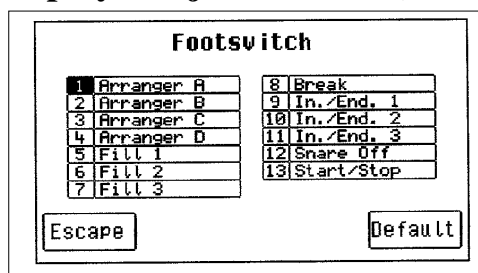 Footswitch
1 Arranger A
2 Arranger B
3 Arranger C
4 Arranger D
5 Fill 1
6 Fill 2
7 Fill 3
8 Break
9 In./End. 1
10 In./End. 2
11 In./End. 3
12 Snare Off
13 Start/Stop
Escape
Default